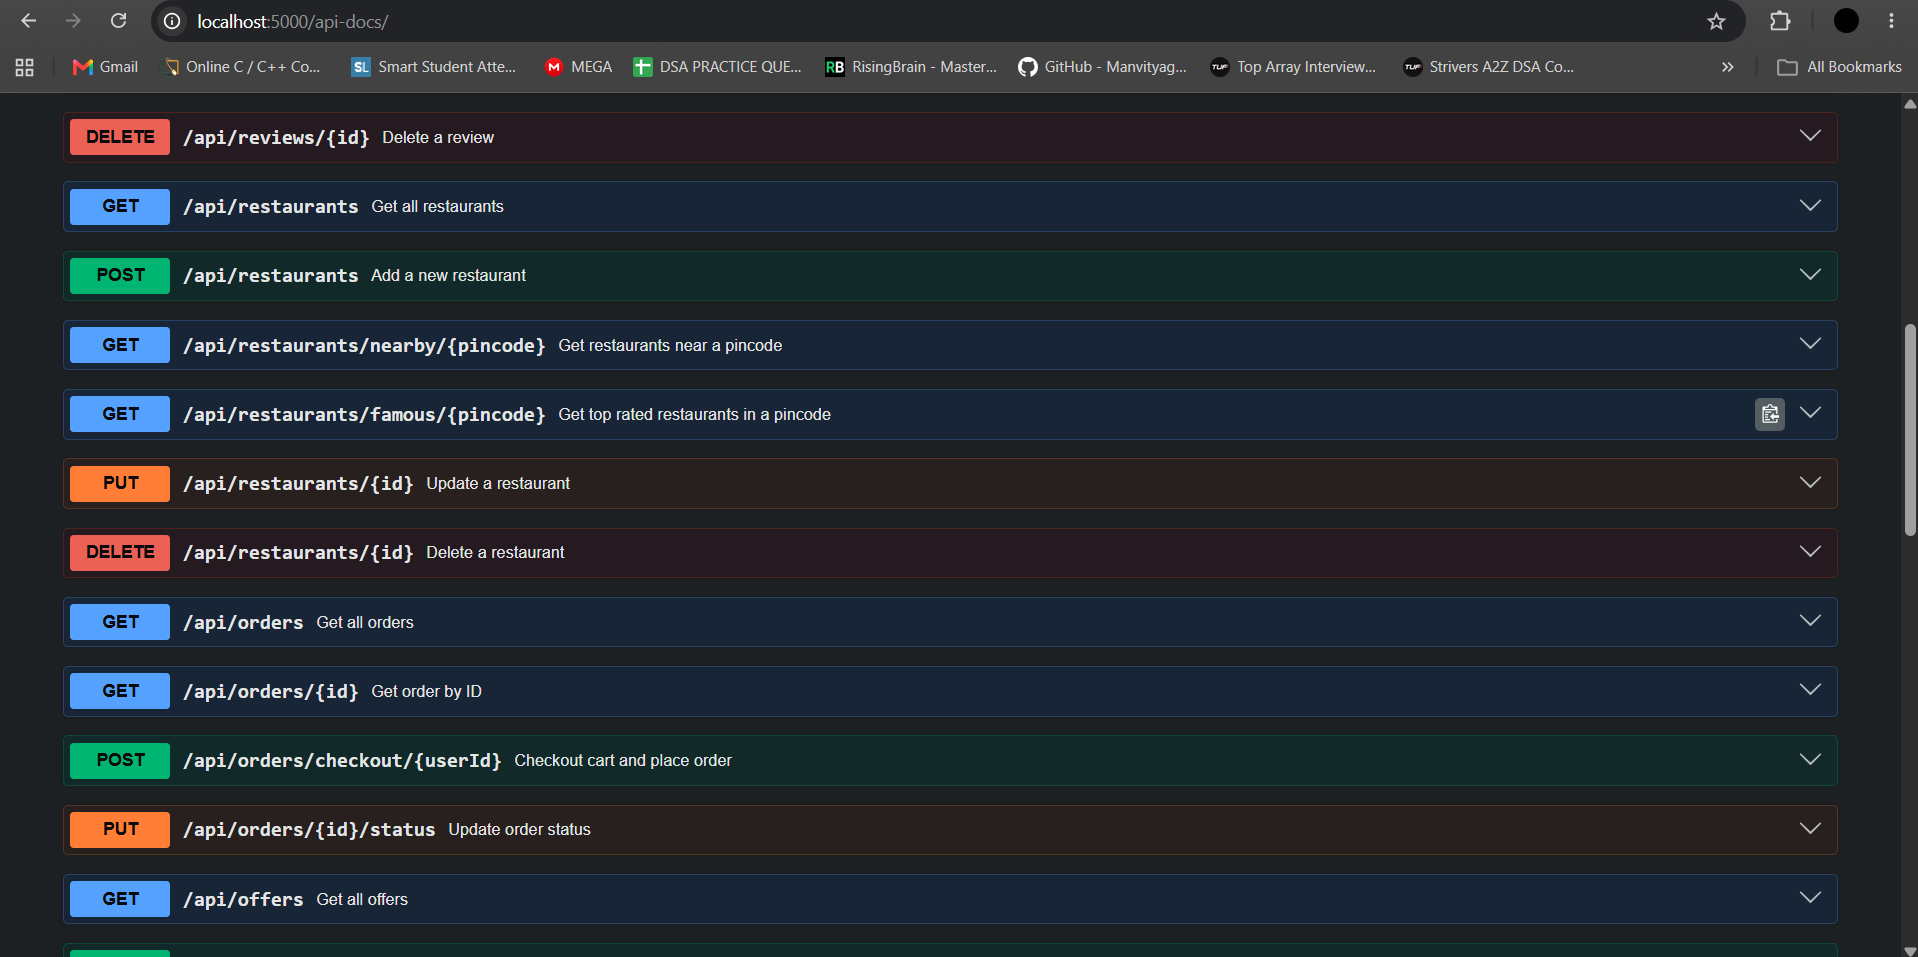 localhost:5000/api-docs/
Gmail Online C / C++ Co... SL Smart Student Atte... M MEGA DSA PRACTICE QUE... RB RisingBrain - Master... GitHub - Manvityag... TUF Top Array Interview... TUF Strivers A2Z DSA Co... » All Bookmarks
DELETE /api/reviews/{id} Delete a review
GET /api/restaurants Get all restaurants
POST /api/restaurants Add a new restaurant
GET /api/restaurants/nearby/{pincode} Get restaurants near a pincode
GET /api/restaurants/famous/{pincode} Get top rated restaurants in a pincode
PUT /api/restaurants/{id} Update a restaurant
DELETE /api/restaurants/{id} Delete a restaurant
GET /api/orders Get all orders
GET /api/orders/{id} Get order by ID
POST /api/orders/checkout/{userId} Checkout cart and place order
PUT /api/orders/{id}/status Update order status
GET /api/offers Get all offers